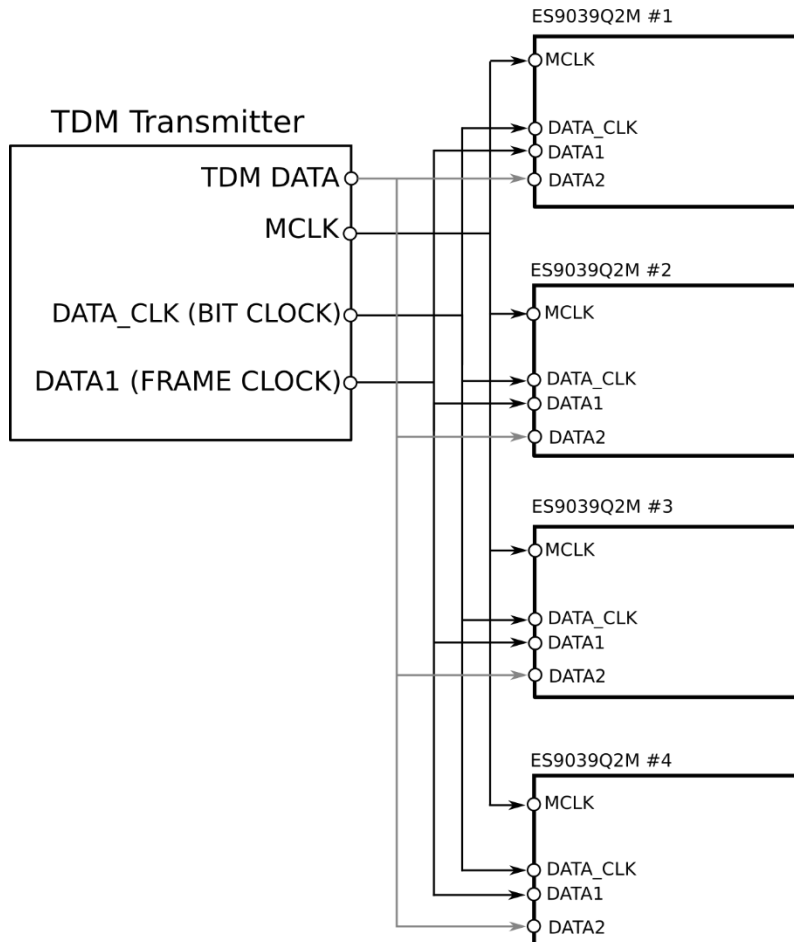 ES9039Q2M #1
MCLK
DATA_CLK
DATA1
DATA2
TDM Transmitter
TDM DATA
MCLK
DATA_CLK (BIT CLOCK)
DATA1 (FRAME CLOCK)
ES9039Q2M #2
MCLK
DATA_CLK
DATA1
DATA2
ES9039Q2M #3
MCLK
DATA_CLK
DATA1
DATA2
ES9039Q2M #4
MCLK
DATA_CLK
DATA1
DATA2